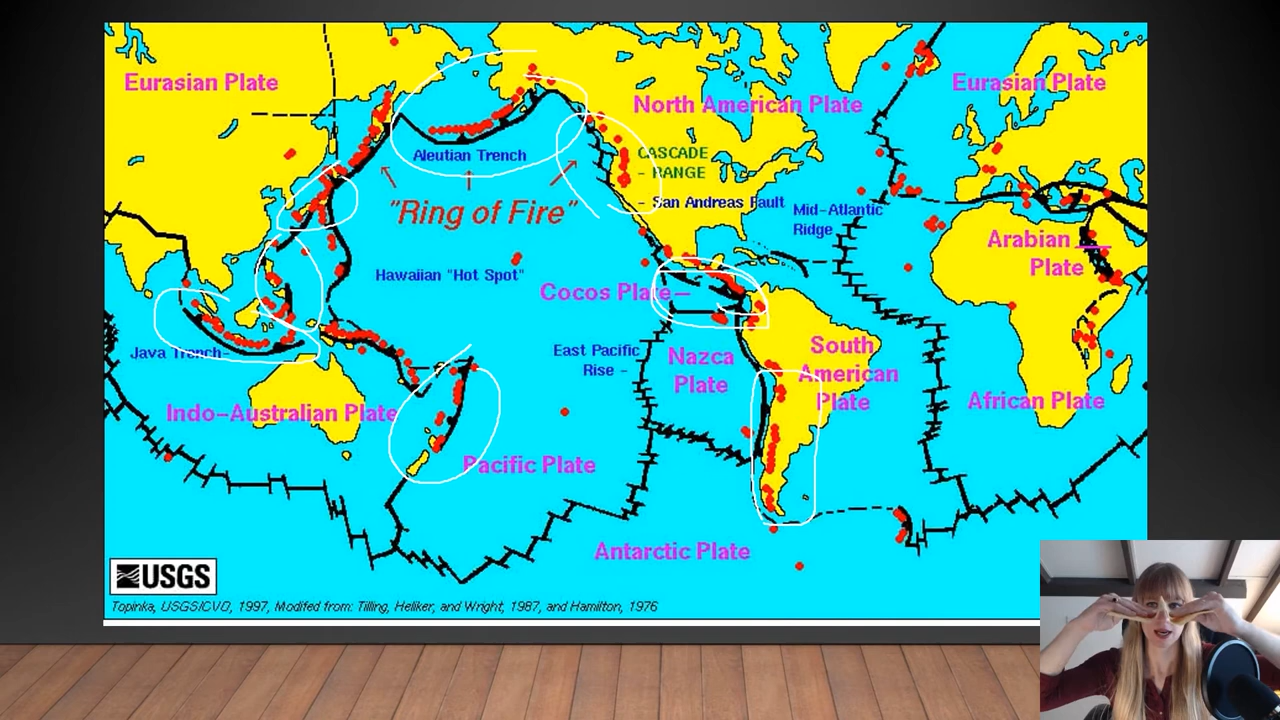 Eurasian Plate
North American Plate
Eurasian Plate
Aleutian Trench
CASCADE
- RANGE
"Ring of Fire"
- San Andreas Fault
Mid-Atlantic
Ridge
Arabian
Plate
Hawaiian "Hot Spot"
Cocos Plate
Java Trench-
East Pacific
Rise -
Nazca
Plate
South
American
Plate
Indo-Australian Plate
African Plate
Pacific Plate
Antarctic Plate
USGS
Topinka, USGS/CVO, 1997, Modifed from: Tilling, Heliker, and Wright, 1987, and Hamilton, 1976